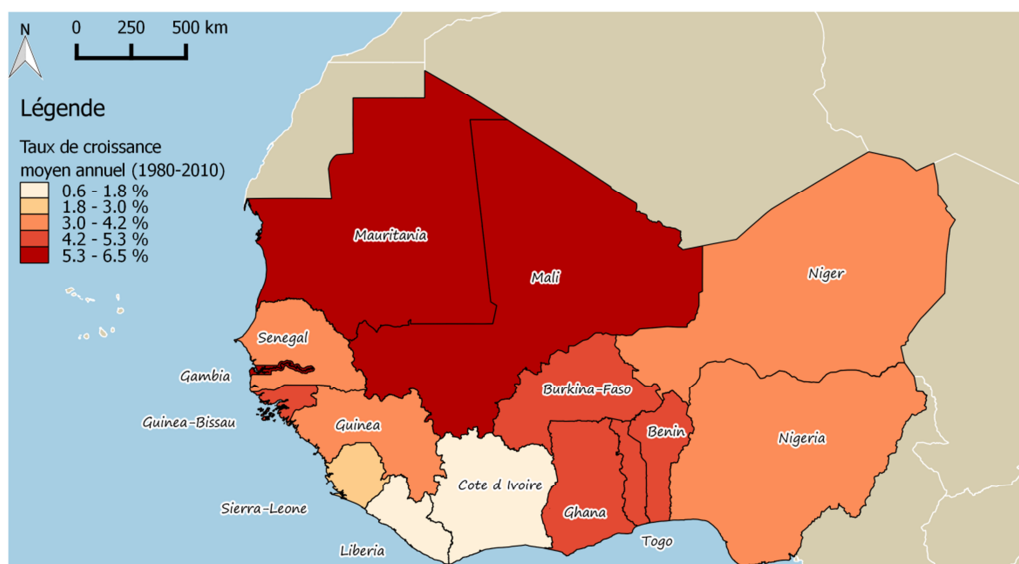 N
0 250 500 km
Légende
Taux de croissance
moyen annuel (1980-2010)
0.6 - 1.8 %
1.8 - 3.0 %
3.0 - 4.2 %
4.2 - 5.3 %
5.3 - 6.5 %
Mauritania
Mali
Niger
Senegal
Gambia
Burkina-Faso
Guinea-Bissau
Guinea
Benin
Nigeria
Cote d Ivoire
Sierra-Leone
Ghana
Togo
Liberia